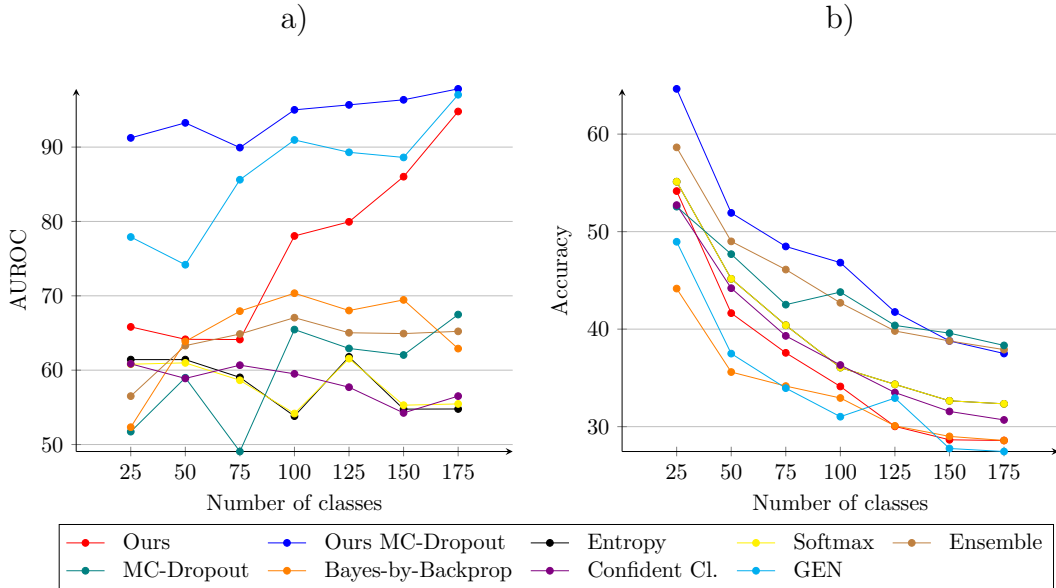 a)
b)
AUROC
90
80
70
60
50
25 50 75 100 125 150 175
Number of classes
Accuracy
60
50
40
30
25 50 75 100 125 150 175
Number of classes
Ours Ours MC-Dropout Entropy Softmax Ensemble
MC-Dropout Bayes-by-Backprop Confident Cl. GEN